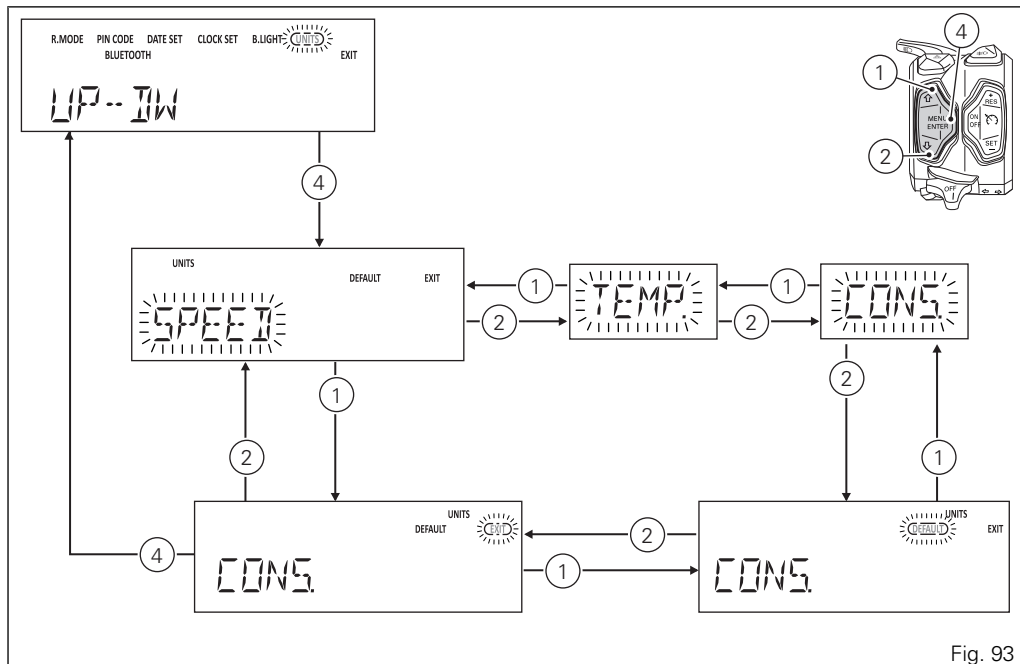 R.MODE PIN CODE DATE SET CLOCK SET B.LIGHT UNITS
BLUETOOTH EXIT
UP--DW
4
1
MENU
ENTER
2
ON
OFF
+
RES
SET
-
OFF
4
UNITS
DEFAULT EXIT
SPEED
1
2
TEMP.
1
2
CONS.
2
1
1
2
UNITS
DEFAULT EXIT
CONS.
4
2
1
UNITS
DEFAULT EXIT
CONS.
Fig. 93